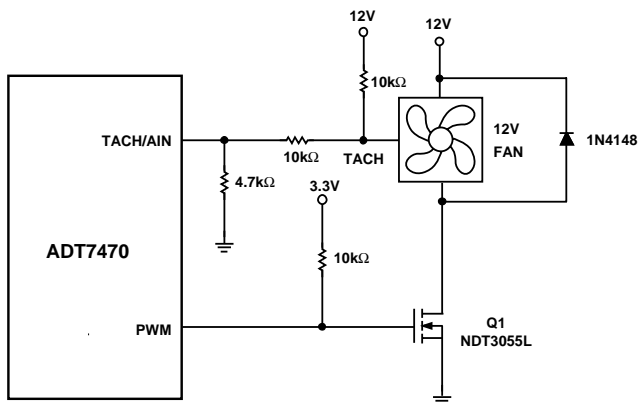 12V
12V
10kΩ
TACH/AIN
12V
FAN
1N4148
10kΩ
TACH
4.7kΩ
3.3V
ADT7470
10kΩ
PWM
Q1
NDT3055L